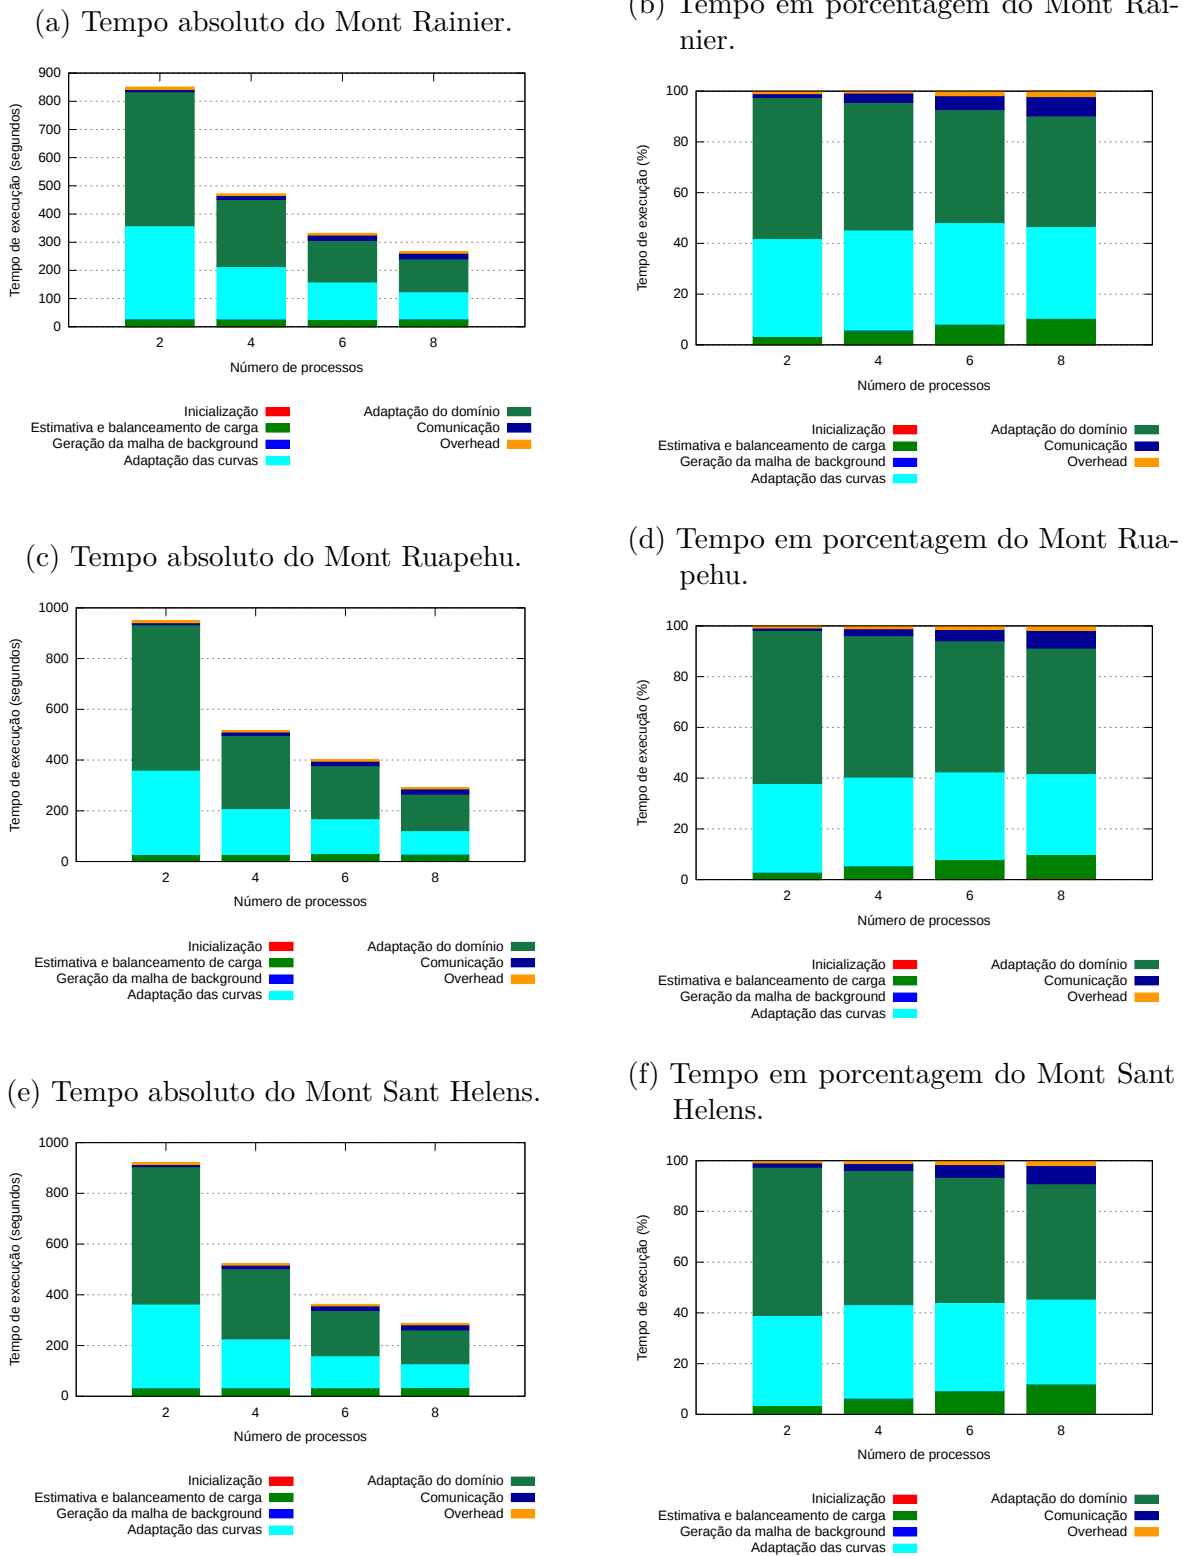 (a) Tempo absoluto do Mont Rainier.
900
800
700
600
500
400
300
200
100
0
Tempo de execução (segundos)
2 4 6 8
Número de processos
Inicialização
Estimativa e balanceamento de carga
Geração da malha de background
Adaptação das curvas
Adaptação do domínio
Comunicação
Overhead
(b) Tempo em porcentagem do Mont Rai-
nier.
100
80
60
40
20
0
Tempo de execução (%)
2 4 6 8
Número de processos
Inicialização
Estimativa e balanceamento de carga
Geração da malha de background
Adaptação das curvas
Adaptação do domínio
Comunicação
Overhead
(c) Tempo absoluto do Mont Ruapehu.
1000
800
600
400
200
0
Tempo de execução (segundos)
2 4 6 8
Número de processos
Inicialização
Estimativa e balanceamento de carga
Geração da malha de background
Adaptação das curvas
Adaptação do domínio
Comunicação
Overhead
(d) Tempo em porcentagem do Mont Rua-
pehu.
100
80
60
40
20
0
Tempo de execução (%)
2 4 6 8
Número de processos
Inicialização
Estimativa e balanceamento de carga
Geração da malha de background
Adaptação das curvas
Adaptação do domínio
Comunicação
Overhead
(e) Tempo absoluto do Mont Sant Helens.
1000
800
600
400
200
0
Tempo de execução (segundos)
2 4 6 8
Número de processos
Inicialização
Estimativa e balanceamento de carga
Geração da malha de background
Adaptação das curvas
Adaptação do domínio
Comunicação
Overhead
(f) Tempo em porcentagem do Mont Sant
Helens.
100
80
60
40
20
0
Tempo de execução (%)
2 4 6 8
Número de processos
Inicialização
Estimativa e balanceamento de carga
Geração da malha de background
Adaptação das curvas
Adaptação do domínio
Comunicação
Overhead